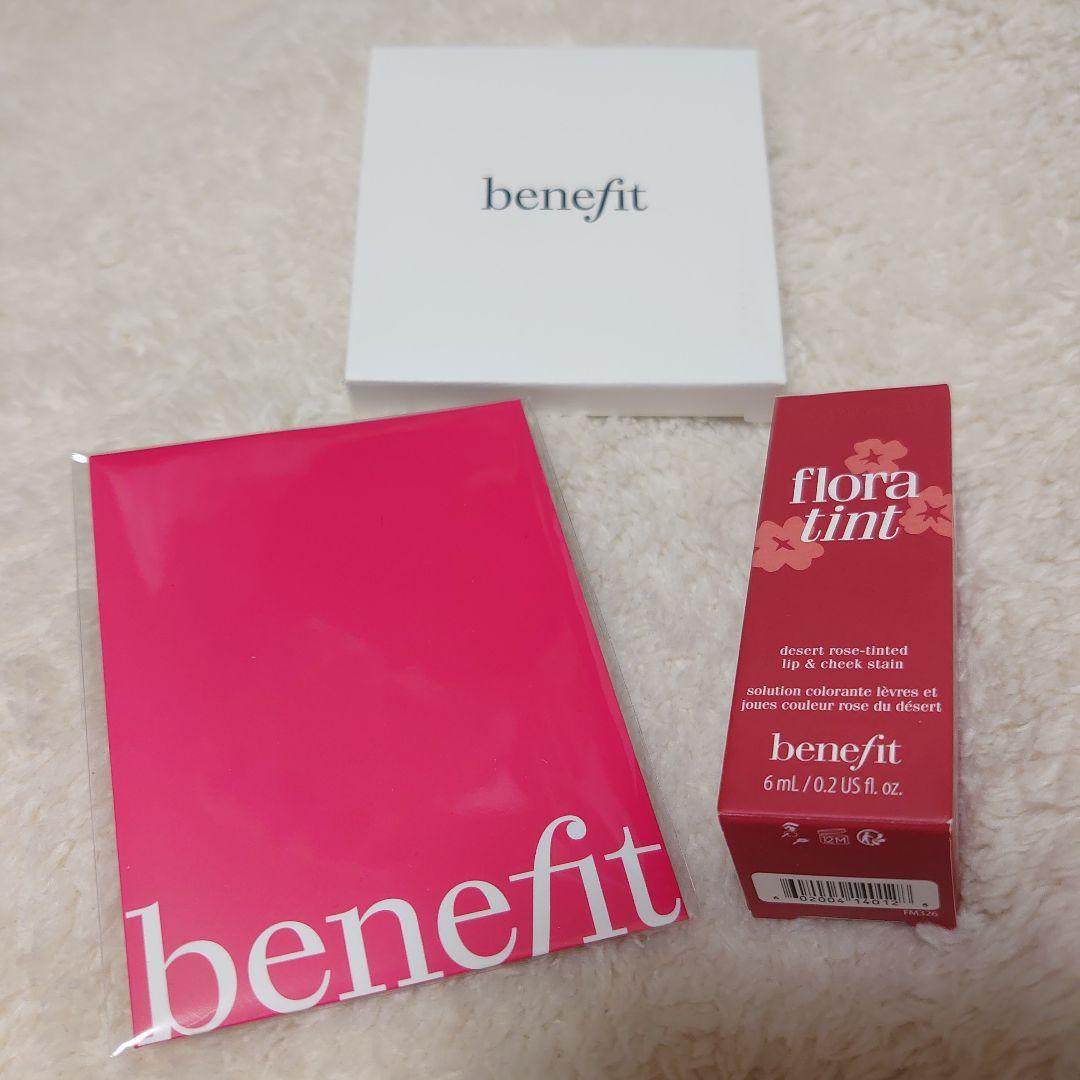 benefit
benefit
flora
tint
desert rose-tinted
lip & cheek stain
solution colorante lèvres et
joues couleur rose du désert
benefit
6 mL / 0.2 US fl. oz.
12M
FM326